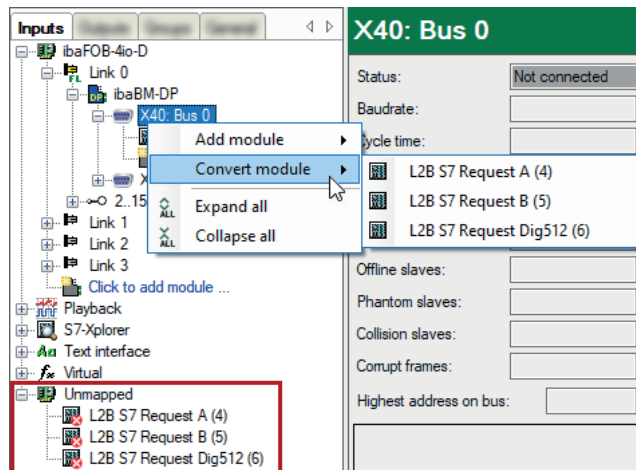 Inputs
ibaFOB-4io-D
Link 0
ibaBM-DP
X40: Bus 0
X
2..15
Link 1
Link 2
Link 3
Click to add module ...
Playback
S7-Xplorer
Text interface
Virtual
Unmapped
L2B S7 Request A (4)
L2B S7 Request B (5)
L2B S7 Request Dig512 (6)
Add module
Convert module
Expand all
Collapse all
L2B S7 Request A (4)
L2B S7 Request B (5)
L2B S7 Request Dig512 (6)
X40: Bus 0
Status: Not connected
Baudrate:
ycle time:
Offline slaves:
Phantom slaves:
Collision slaves:
Corrupt frames:
Highest address on bus: